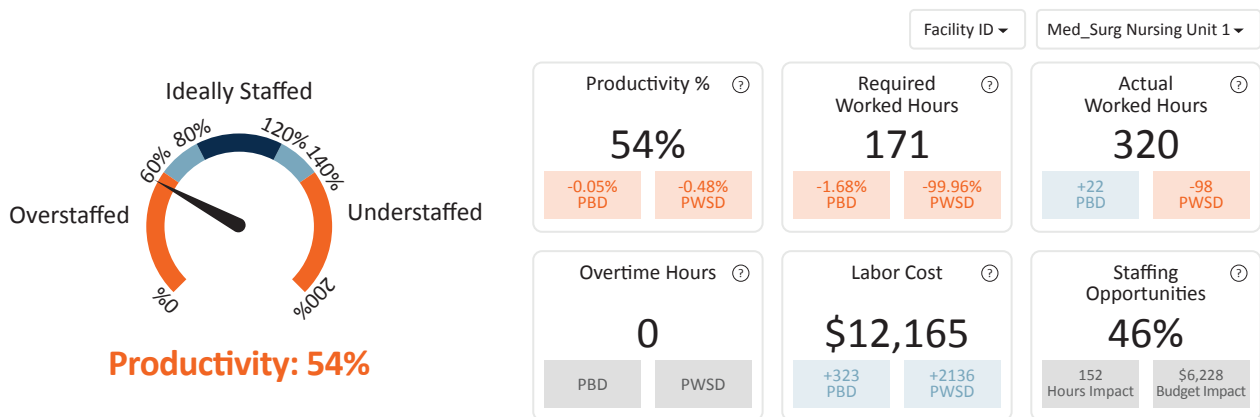 Facility ID
Med_Surg Nursing Unit 1
Ideally Staffed
80%
120%
60%
140%
Overstaffed
Understaffed
0%
200%
Productivity: 54%
Productivity %
?
54%
-0.05%
PBD
-0.48%
PWSD
Required
Worked Hours
?
171
-1.68%
PBD
-99.96%
PWSD
Actual
Worked Hours
?
320
+22
PBD
-98
PWSD
Overtime Hours
?
0
PBD
PWSD
Labor Cost
?
$12,165
+323
PBD
+2136
PWSD
Staffing
Opportunities
?
46%
152
Hours Impact
$6,228
Budget Impact